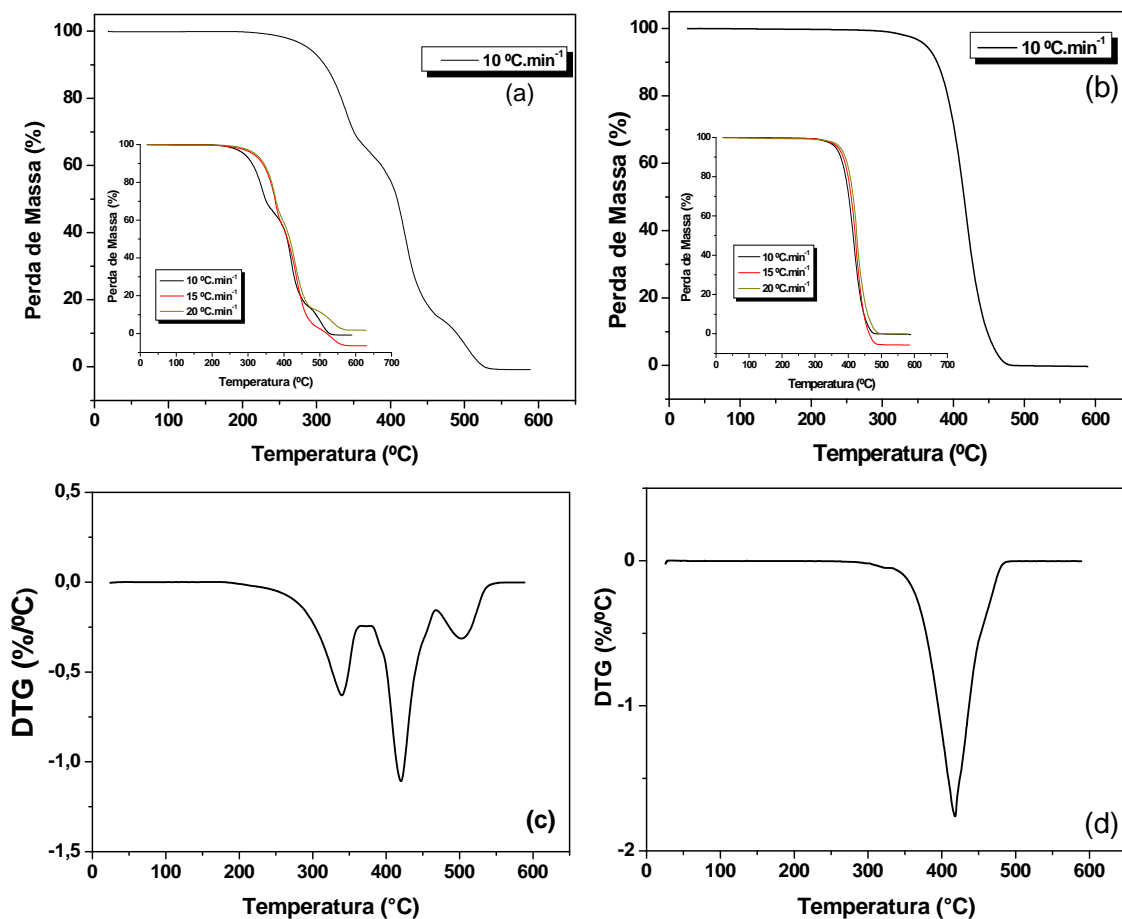 10 ºC.min⁻¹
(a)
Perda de Massa (%)
100
80
60
40
20
0
Perda de Massa (%)
100
80
60
40
20
0
10 ºC.min⁻¹
15 ºC.min⁻¹
20 ºC.min⁻¹
0 100 200 300 400 500 600 700
Temperatura (ºC)
0 100 200 300 400 500 600
Temperatura (ºC)
10 ºC.min⁻¹
(b)
Perda de Massa (%)
100
80
60
40
20
0
Perda de Massa (%)
100
80
60
40
20
0
10 ºC.min⁻¹
15 ºC.min⁻¹
20 ºC.min⁻¹
0 100 200 300 400 500 600 700
Temperatura (ºC)
0 100 200 300 400 500 600
Temperatura (ºC)
DTG (%/ºC)
0,5
0,0
-0,5
-1,0
-1,5
(c)
0 100 200 300 400 500 600
Temperatura (°C)
DTG (%/ºC)
0
-1
-2
(d)
0 100 200 300 400 500 600
Temperatura (°C)